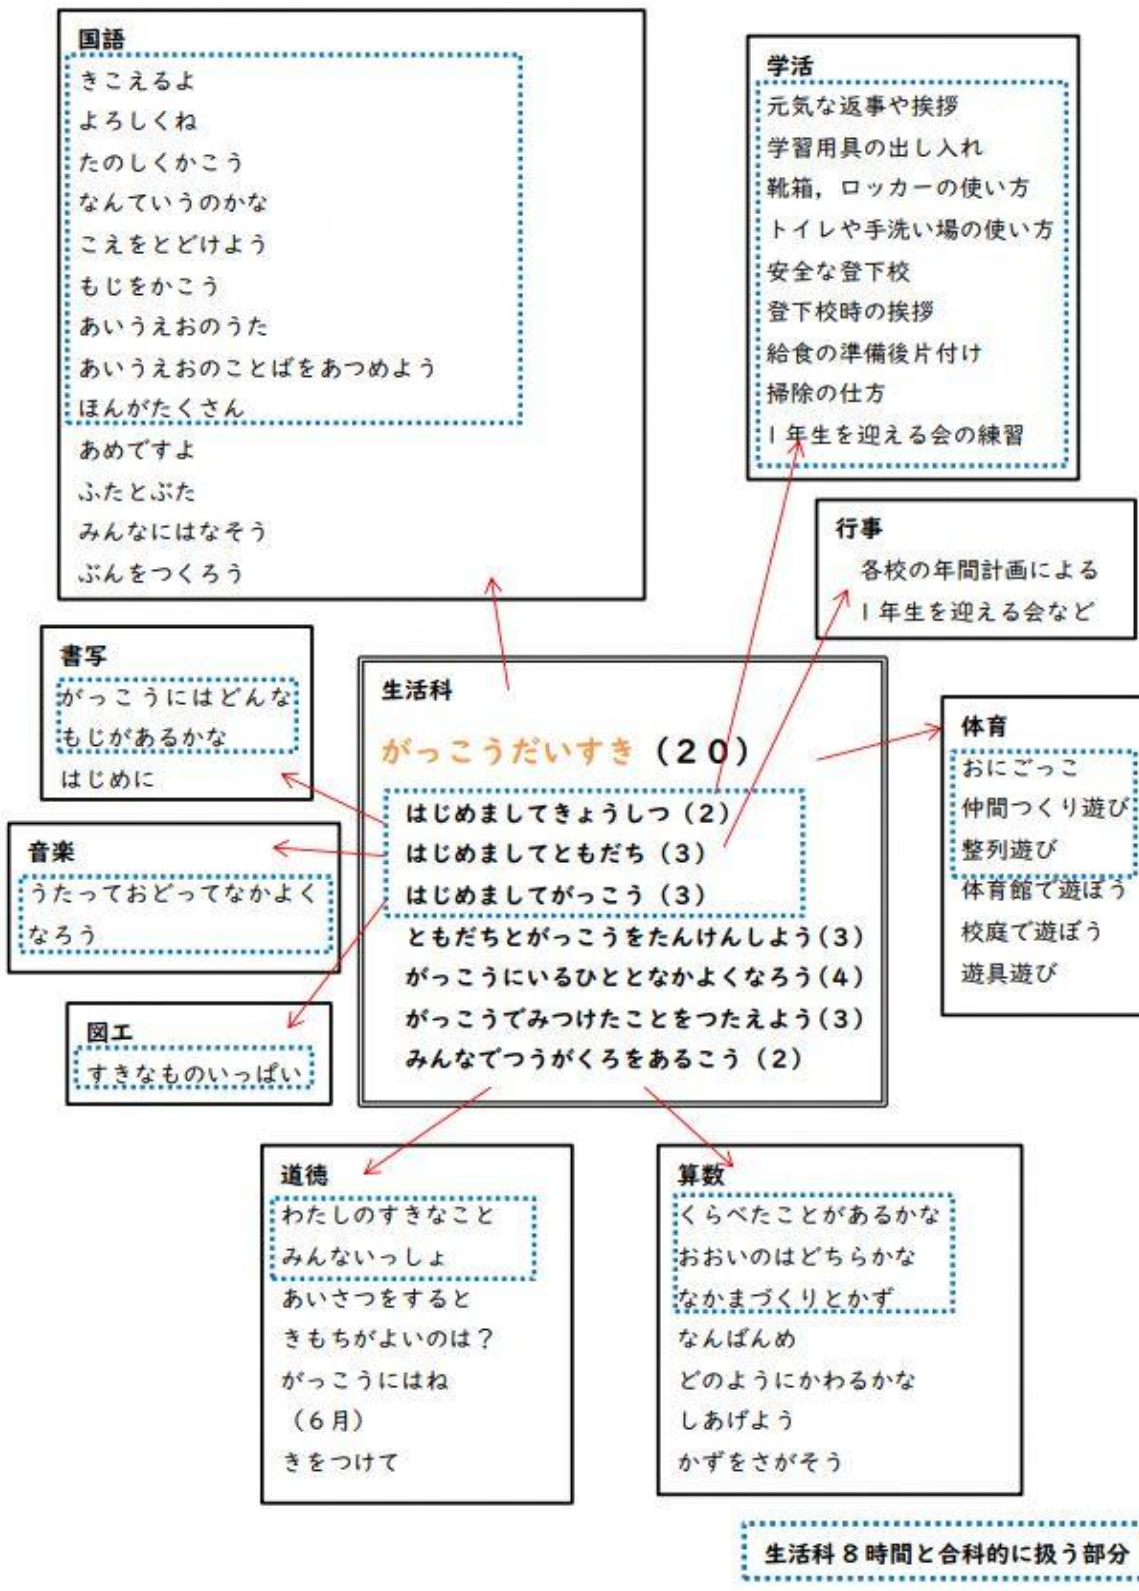 国語
きこえるよ
よろしくね
たのしくかこう
なんていうのかな
こえをとどけよう
もじをかこう
あいうえおのうた
あいうえおのことばをあつめよう
ほんがたくさん
あめですよ
ふたとぶた
みんなにはなそう
ぶんをつくろう
学活
元気な返事や挨拶
学習用具の出し入れ
靴箱，ロッカーの使い方
トイレや手洗い場の使い方
安全な登下校
登下校時の挨拶
給食の準備後片付け
掃除の仕方
１年生を迎える会の練習
行事
各校の年間計画による
１年生を迎える会など
書写
がっこうにはどんな
もじがあるかな
はじめに
音楽
うたっておどってなかよく
なろう
図工
すきなものいっぱい
生活科
がっこうだいすき（２０）
はじめましてきょうしつ（２）
はじめましてともだち（３）
はじめましてがっこう（３）
ともだちとがっこうをたんけんしよう(３)
がっこうにいるひととなかよくなろう(４)
がっこうでみつけたことをつたえよう(３)
みんなでつうがくろをあるこう（２）
体育
おにごっこ
仲間つくり遊び
整列遊び
体育館で遊ぼう
校庭で遊ぼう
遊具遊び
道徳
わたしのすきなこと
みんないっしょ
あいさつをすると
きもちがよいのは？
がっこうにはね
（６月）
きをつけて
算数
くらべたことがあるかな
おおいのはどちらかな
なかまづくりとかず
なんばんめ
どのようにかわるかな
しあげよう
かずをさがそう
生活科８時間と合科的に扱う部分